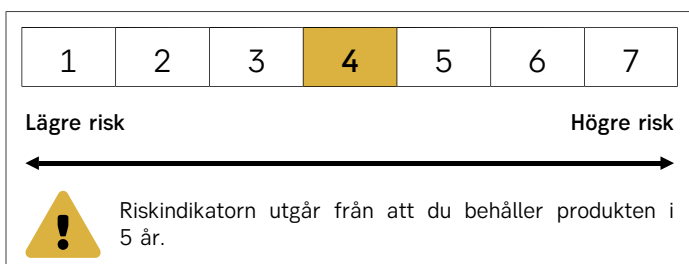 1 2 3 4 5 6 7
Lägre risk Högre risk
Riskindikatorn utgår från att du behåller produkten i
5 år.